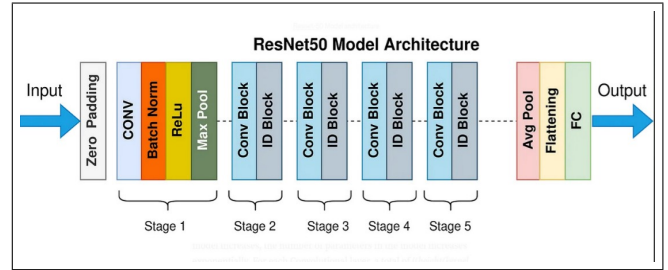 ResNet50 Model Architecture
Input
Zero Padding
CONV
Batch Norm
ReLu
Max Pool
Conv Block
ID Block
Conv Block
ID Block
Conv Block
ID Block
Conv Block
ID Block
Avg Pool
Flattening
FC
Output
Stage 1
Stage 2
Stage 3
Stage 4
Stage 5